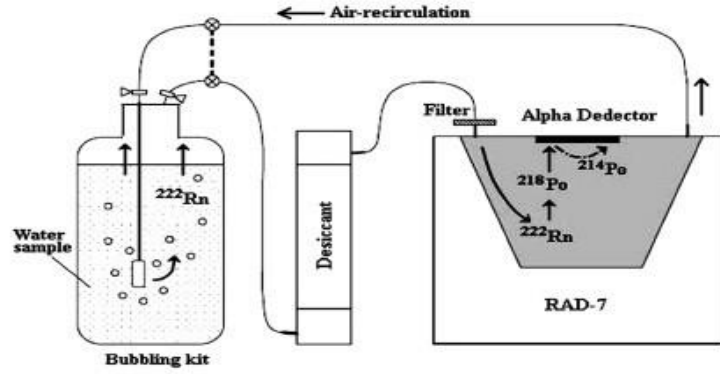 Air-recirculation
Filter
Alpha Dedector
218Po
214Po
222Rn
222Rn
Water
sample
Desiccant
RAD-7
Bubbling kit